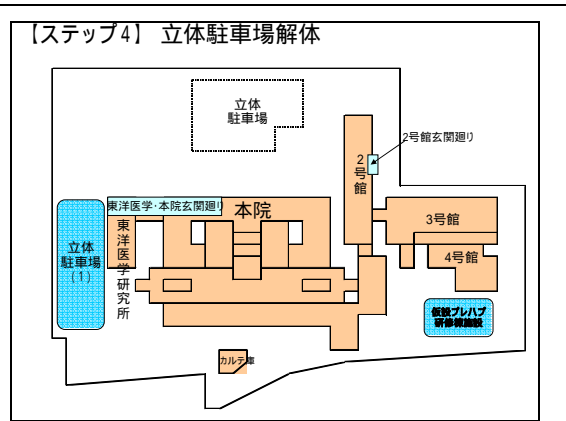 【ステップ4】 立体駐車場解体
立体
駐車場
2号館玄関廻り
2号館
東洋医学・本院玄関廻り
本院
3号館
東洋医学研究所
立体
駐車場
(1)
4号館
仮設プレハブ
研修棟施設
カルテ庫